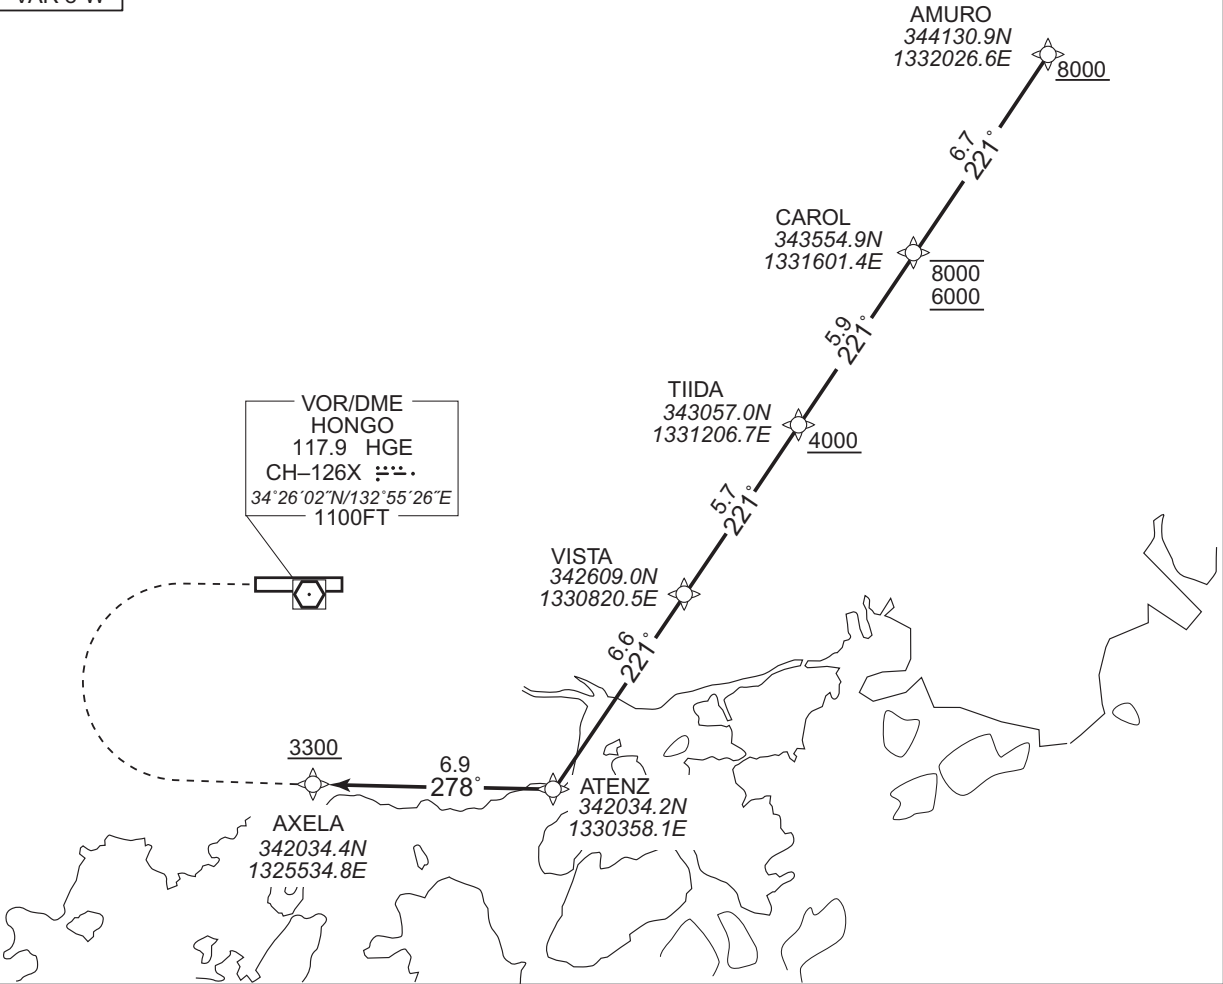 AMURO
344130.9N
1332026.6E
8000
6.7
221°
CAROL
343554.9N
1331601.4E
8000
6000
5.9
221°
TIIDA
343057.0N
1331206.7E
4000
5.7
221°
VOR/DME
HONGO
117.9 HGE
CH–126X
34°26´02˝N/132°55´26˝E
1100FT
VISTA
342609.0N
1330820.5E
6.6
221°
3300
6.9
278°
ATENZ
342034.2N
1330358.1E
AXELA
342034.4N
1325534.8E